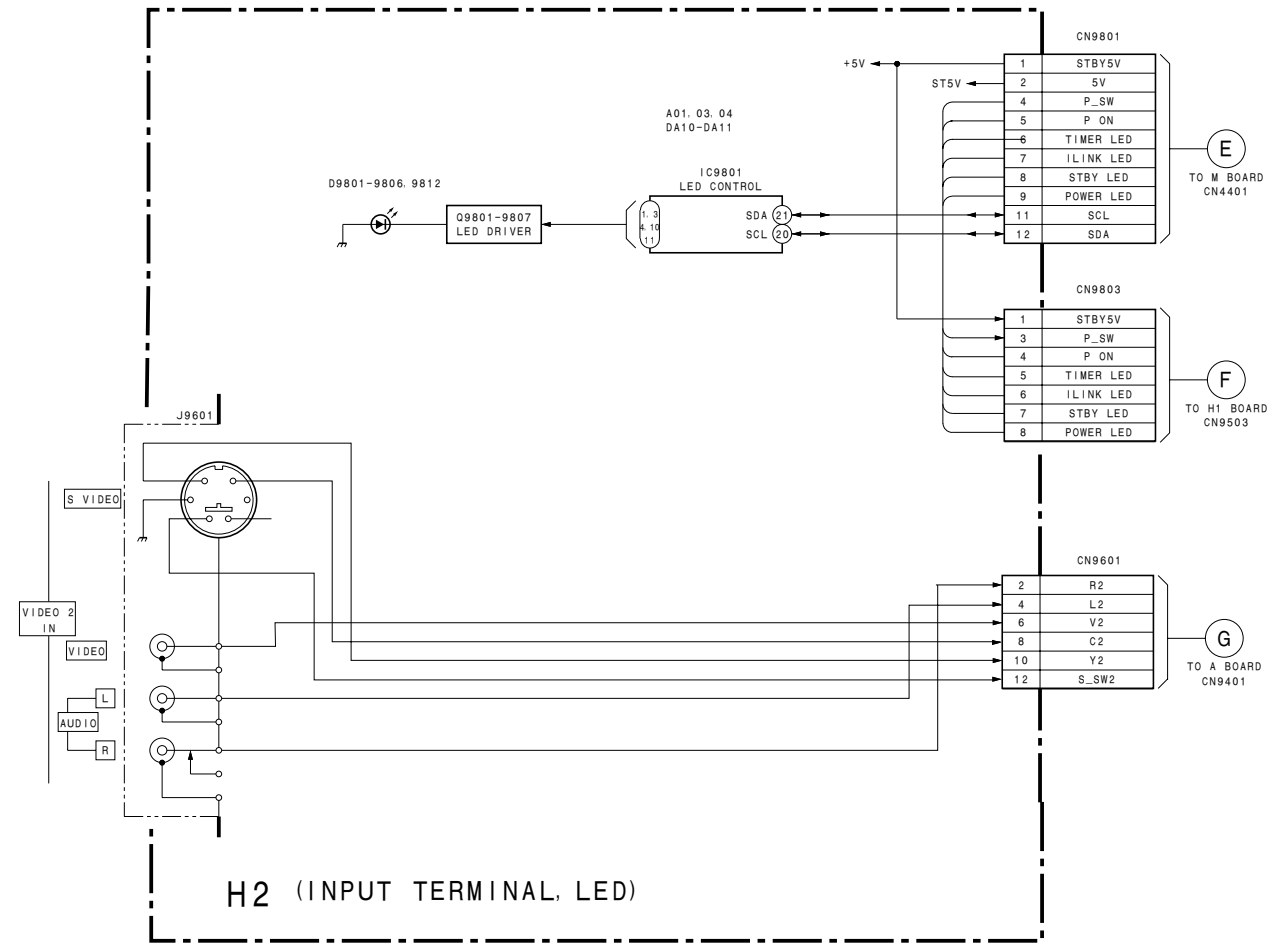 CN9801
+5V
1 STBY5V
ST5V
2 5V
4 P_SW
5 P ON
6 TIMER LED
7 ILINK LED
8 STBY LED
9 POWER LED
11 SCL
12 SDA
E
TO M BOARD
CN4401
A01. 03. 04
DA10-DA11
IC9801
LED CONTROL
1. 3
4. 10
11
SDA 21
SCL 20
D9801-9806. 9812
Q9801-9807
LED DRIVER
CN9803
1 STBY5V
3 P_SW
4 P ON
5 TIMER LED
6 ILINK LED
7 STBY LED
8 POWER LED
F
TO H1 BOARD
CN9503
J9601
S VIDEO
VIDEO 2
IN
VIDEO
L
AUDIO
R
CN9601
2 R2
4 L2
6 V2
8 C2
10 Y2
12 S_SW2
G
TO A BOARD
CN9401
H2 (INPUT TERMINAL, LED)